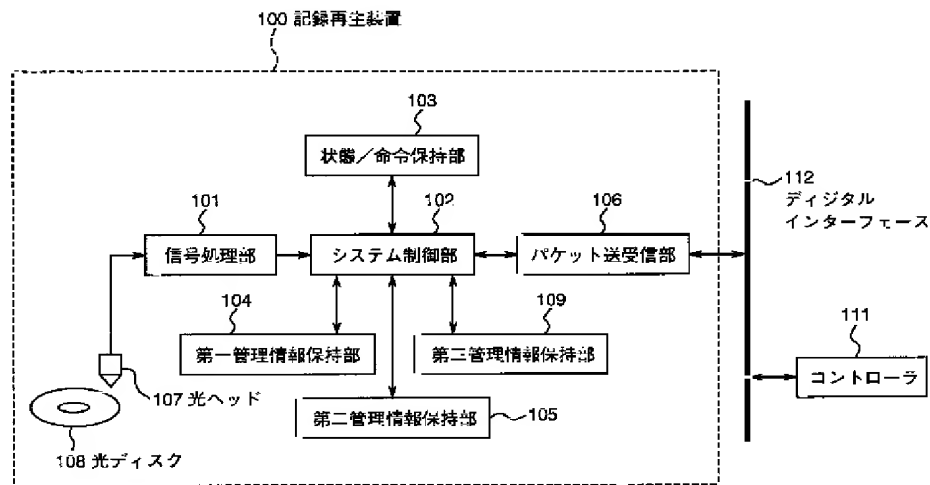 100 記録再生装置
103
状態／命令保持部
112
ディジタル
インターフェース
101
102
106
信号処理部
システム制御部
パケット送受信部
104
109
第一管理情報保持部
第三管理情報保持部
111
コントローラ
107 光ヘッド
第二管理情報保持部
105
108 光ディスク